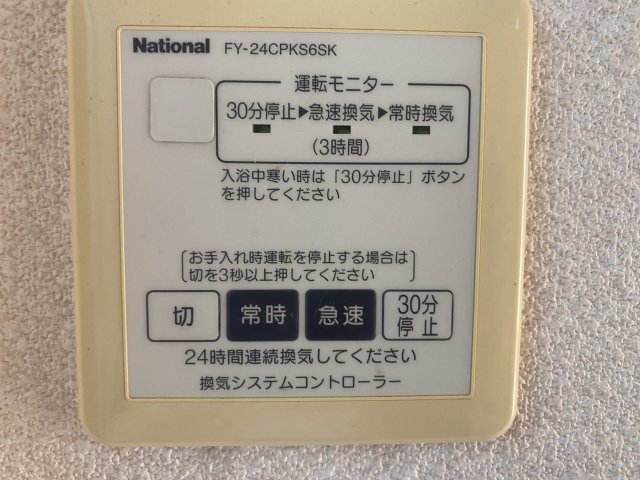 National FY-24CPKS6SK
運転モニター
30分停止▶急速換気▶常時換気
(3時間)
入浴中寒い時は「30分停止」ボタン
を押してください
お手入れ時運転を停止する場合は
切を3秒以上押してください
切 常時 急速 30分
停止
24時間連続換気してください
換気システムコントローラー